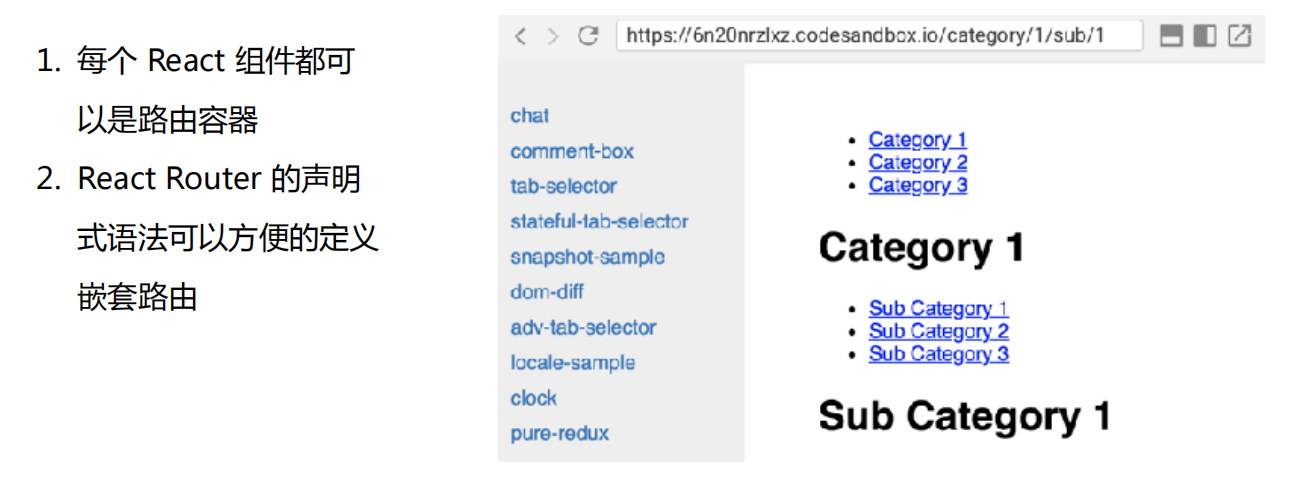 1. 每个 React 组件都可
以是路由容器
2. React Router 的声明
式语法可以方便的定义
嵌套路由
https://6n20nrzlxz.codesandbox.io/category/1/sub/1
chat
comment-box
tab-selector
stateful-tab-selector
snapshot-sample
dom-diff
adv-tab-selector
locale-sample
clock
pure-redux
• Category 1
• Category 2
• Category 3
Category 1
• Sub Category 1
• Sub Category 2
• Sub Category 3
Sub Category 1